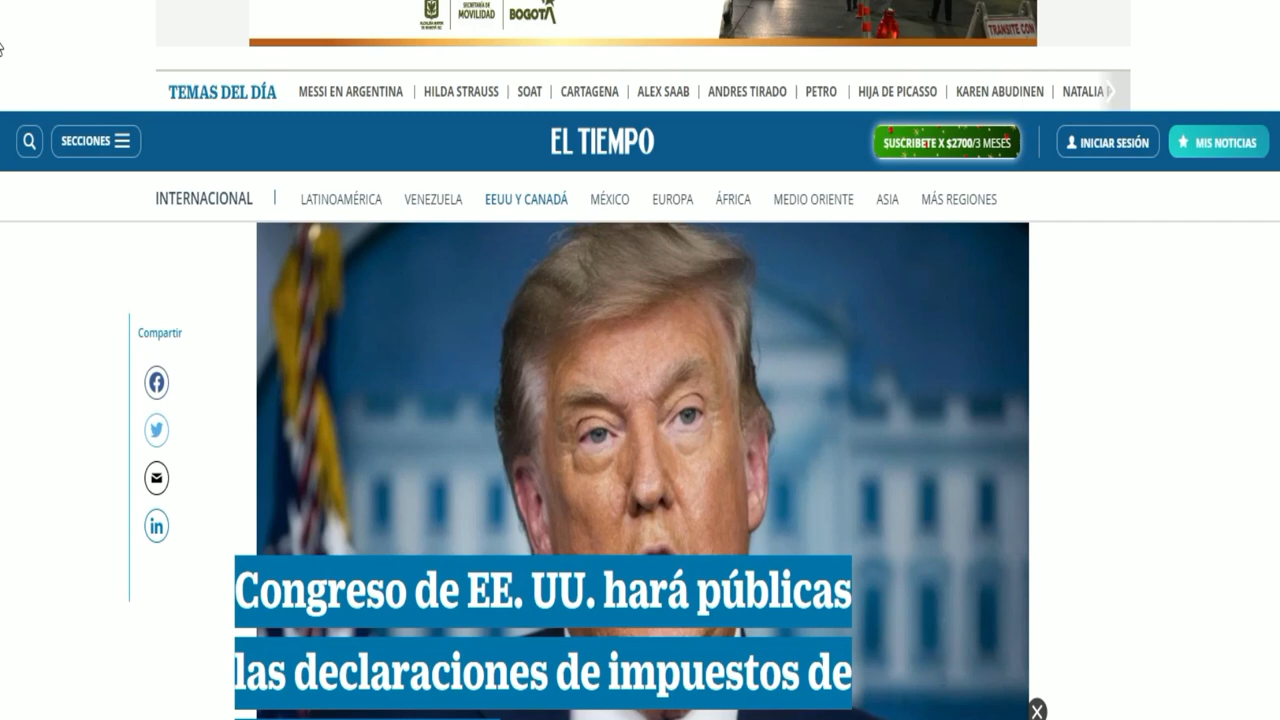 SECRETARÍA DE
MOVILIDAD
BOGOTÁ
TRANSITE CON
TEMAS DEL DÍA
MESSI EN ARGENTINA | HILDA STRAUSS | SOAT | CARTAGENA | ALEX SAAB | ANDRES TIRADO | PETRO | HIJA DE PICASSO | KAREN ABUDINEN | NATALIA
SECCIONES
EL TIEMPO
SUSCRIBETE X $2700/3 MESES
INICIAR SESIÓN
MIS NOTICIAS
INTERNACIONAL | LATINOAMÉRICA VENEZUELA EEUU Y CANADÁ MÉXICO EUROPA ÁFRICA MEDIO ORIENTE ASIA MÁS REGIONES
Compartir
Congreso de EE. UU. hará públicas
las declaraciones de impuestos de
X